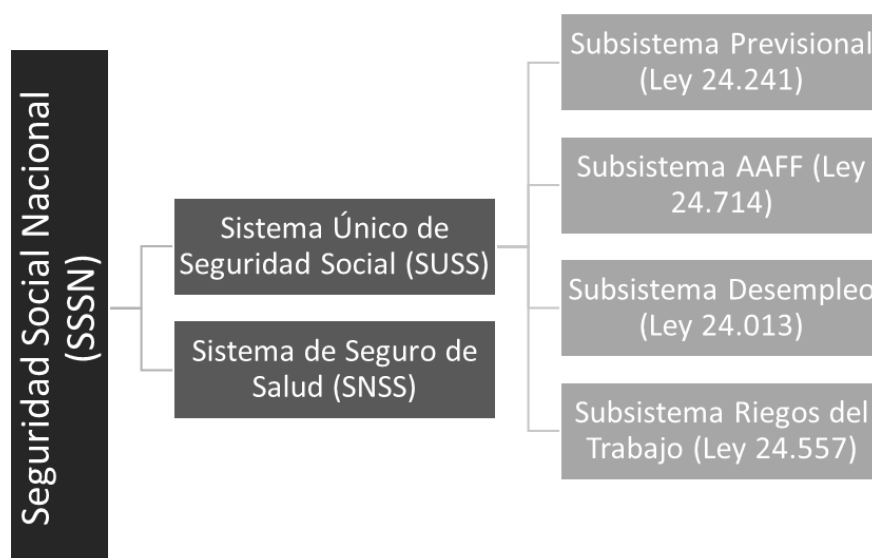 Seguridad Social Nacional
(SSSN)
Sistema Único de
Seguridad Social (SUSS)
Sistema de Seguro de
Salud (SNSS)
Subsistema Previsional
(Ley 24.241)
Subsistema AAFF (Ley
24.714)
Subsistema Desempleo
(Ley 24.013)
Subsistema Riegos del
Trabajo (Ley 24.557)